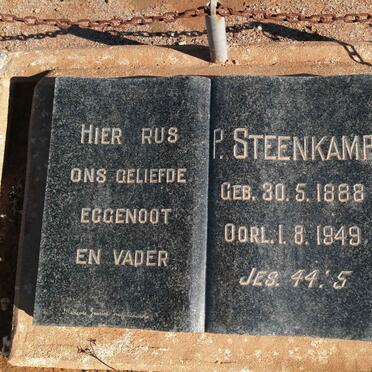 HIER RUS
ONS GELIEFDE
EGGENOOT
EN VADER
P. STEENKAMP
GEB. 30.5.1888
OORL. 1.8.1949
JES. 44:5